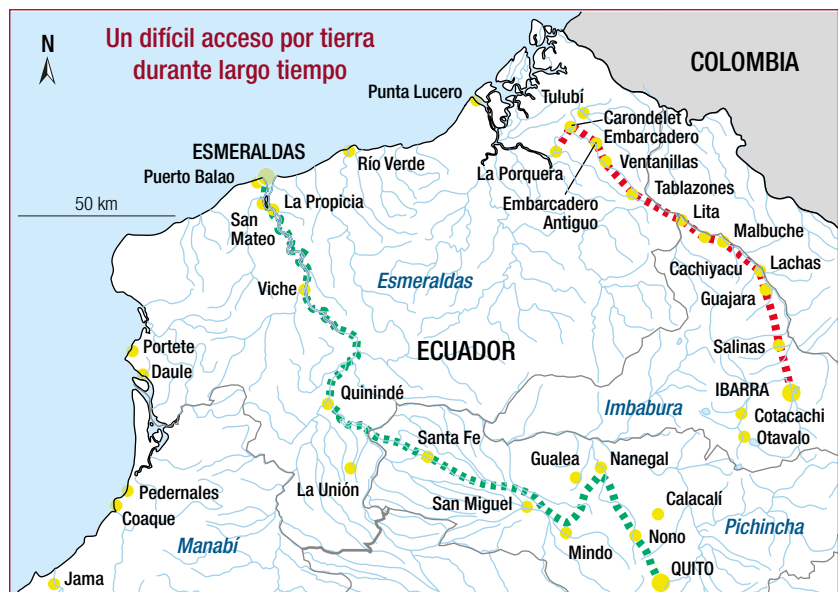 Un difícil acceso por tierra
durante largo tiempo
N
COLOMBIA
Punta Lucero
Tulubí
Carondelet
Embarcadero
ESMERALDAS
Río Verde
Ventanillas
Puerto Balao
La Porquera
La Propicia
Tablazones
50 km
San
Mateo
Embarcadero
Antiguo
Lita
Malbuche
Esmeraldas
Cachiyacu
Lachas
Viche
Guajara
Portete
ECUADOR
Salinas
Daule
Quinindé
IBARRA
Imbabura
Cotacachi
Santa Fe
Otavalo
Gualea
Nanegal
La Unión
Pedernales
San Miguel
Calacalí
Coaque
Pichincha
Manabí
Mindo
Nono
Jama
QUITO